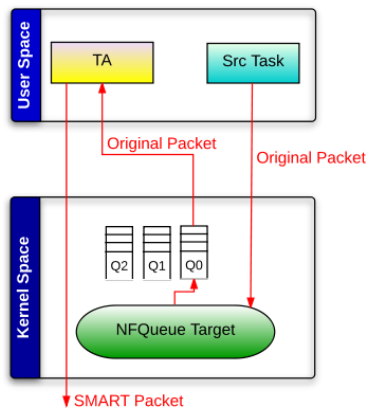 User Space
TA
Src Task
Original Packet
Original Packet
Kernel Space
Q2
Q1
Q0
NFQueue Target
SMART Packet